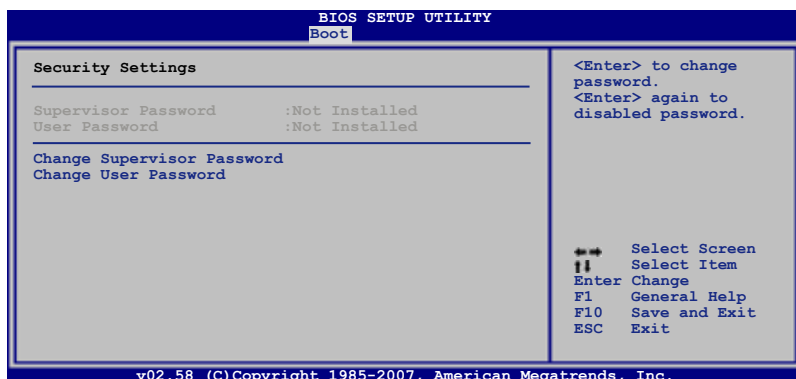 BIOS SETUP UTILITY
Boot
Security Settings
Supervisor Password :Not Installed
User Password :Not Installed
Change Supervisor Password
Change User Password
<Enter> to change
password.
<Enter> again to
disabled password.
←→ Select Screen
↑↓ Select Item
Enter Change
F1 General Help
F10 Save and Exit
ESC Exit
v02.58 (C)Copyright 1985-2007, American Megatrends, Inc.